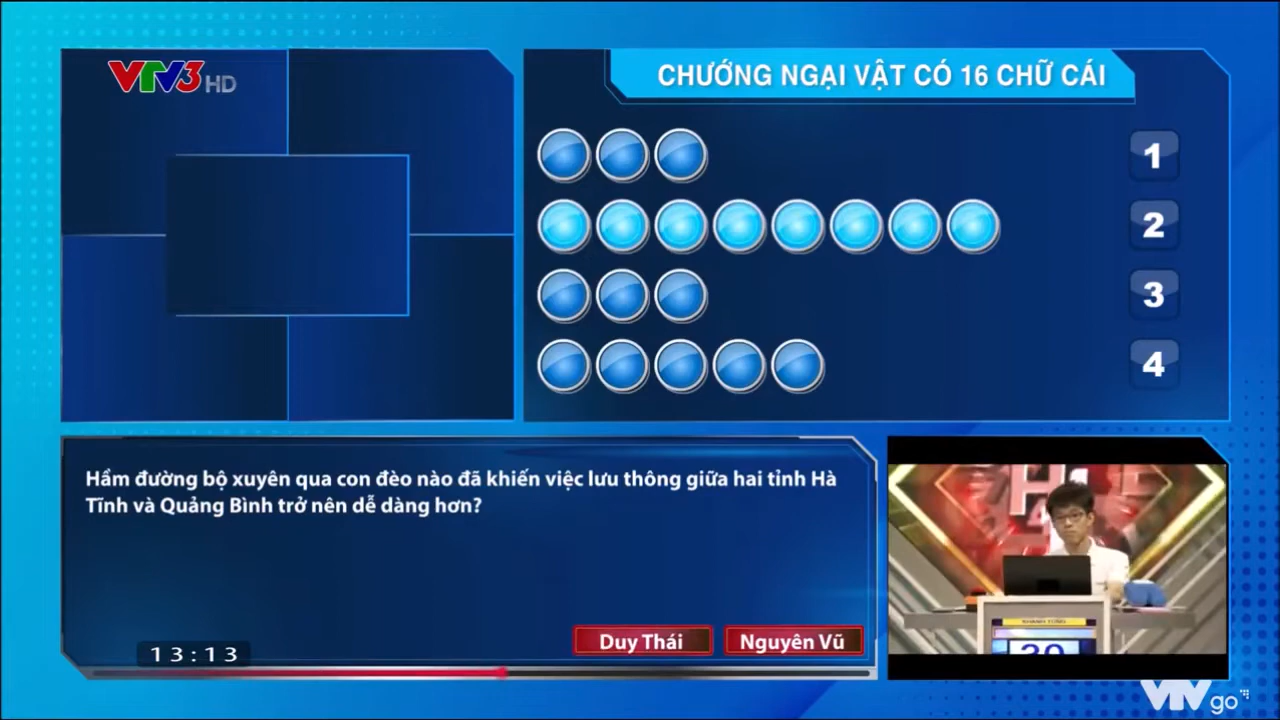 VTV3 HD
CHƯỚNG NGẠI VẬT CÓ 16 CHỮ CÁI
1
2
3
4
Hầm đường bộ xuyên qua con đèo nào đã khiến việc lưu thông giữa hai tỉnh Hà
Tĩnh và Quảng Bình trở nên dễ dàng hơn?
Duy Thái
Nguyên Vũ
13:13
VTV go